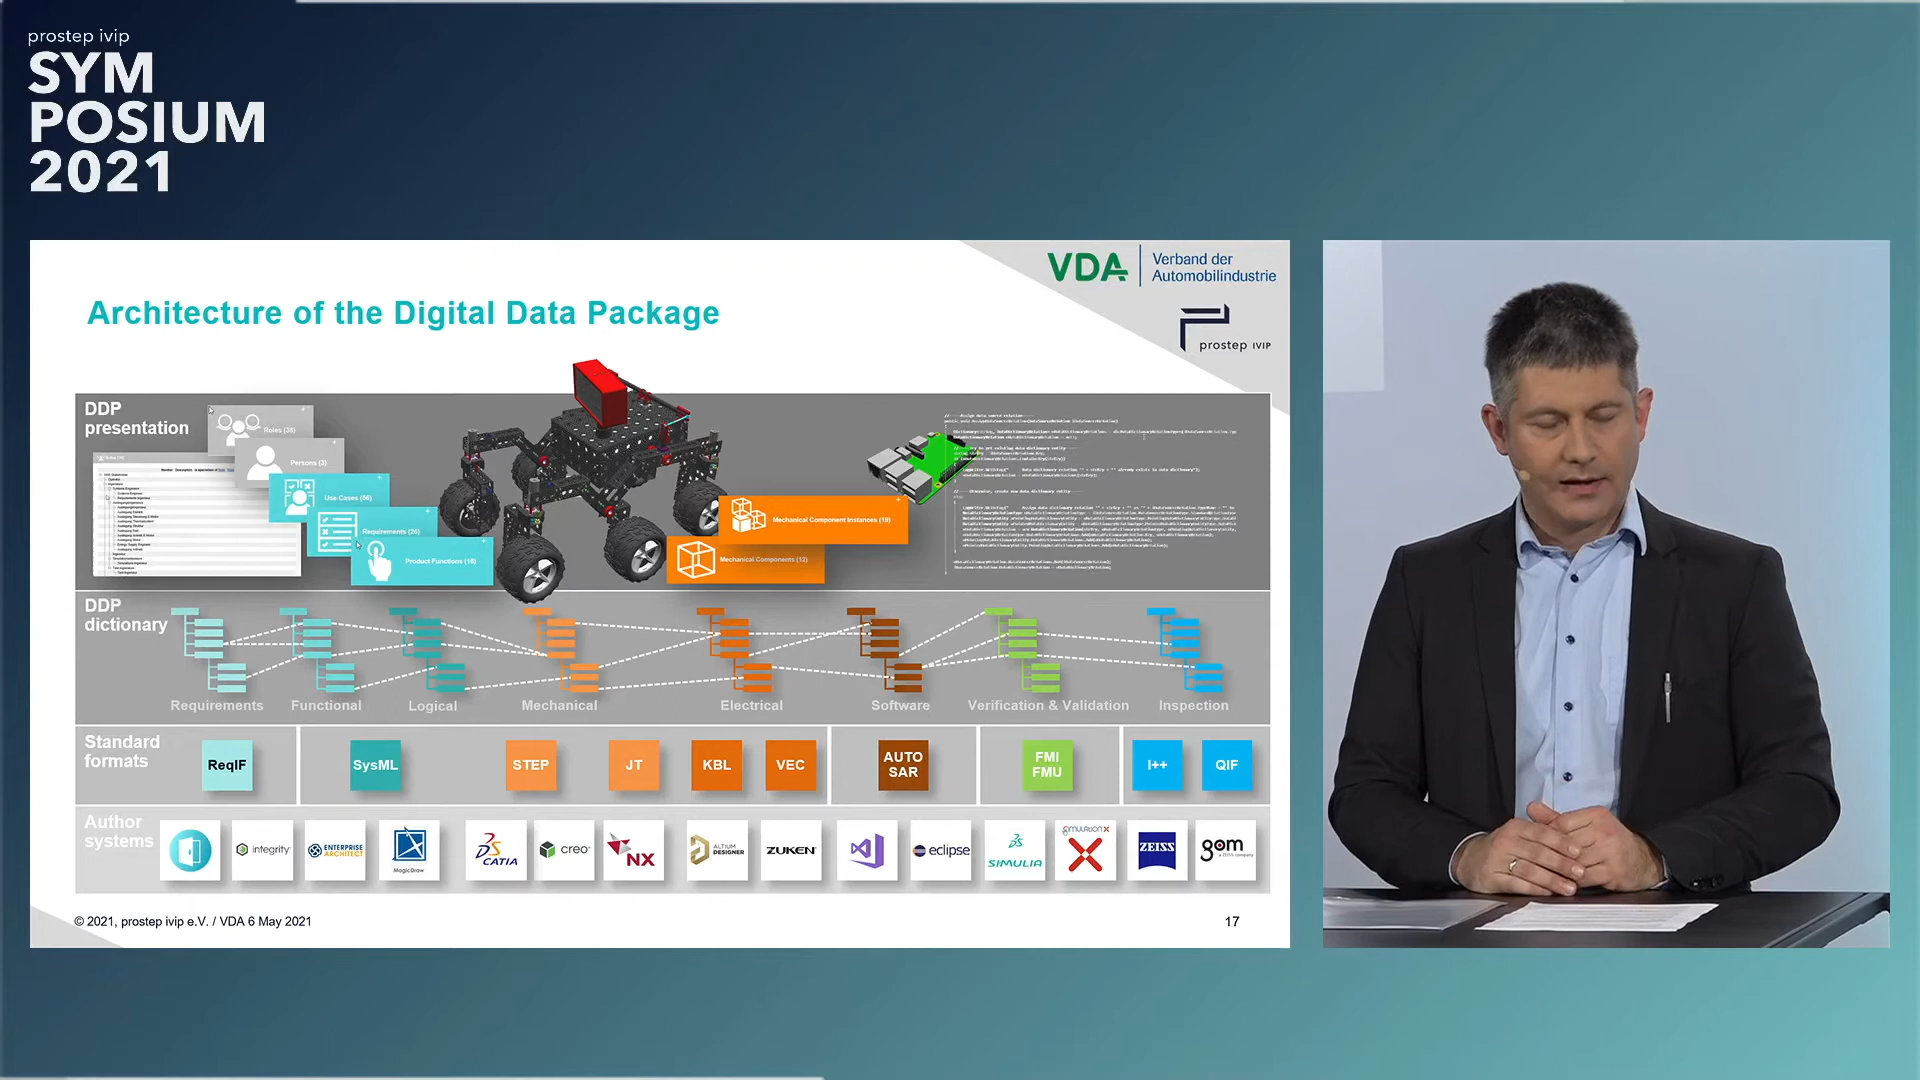 prostep ivip
SYM
POSIUM
2021
VDA
Verband der
Automobilindustrie
prostep IVIP
Architecture of the Digital Data Package
DDP
presentation
Roles (38)
Persons (3)
Use Cases (56)
Requirements (26)
Product Functions (18)
Mechanical Component Instances (19)
Mechanical Components (12)
DDP
dictionary
Requirements
Functional
Logical
Mechanical
Electrical
Software
Verification & Validation
Inspection
Standard
formats
ReqIF
SysML
STEP
JT
KBL
VEC
AUTO
SAR
FMI
FMU
I++
QIF
Author
systems
integrity
ENTERPRISE
ARCHITECT
MagicDraw
CATIA
creo
NX
ALTIUM
DESIGNER
ZUKEN
eclipse
SIMULIA
simulationX
ZEISS
gom
a ZEISS company
© 2021, prostep ivip e.V. / VDA 6 May 2021
17